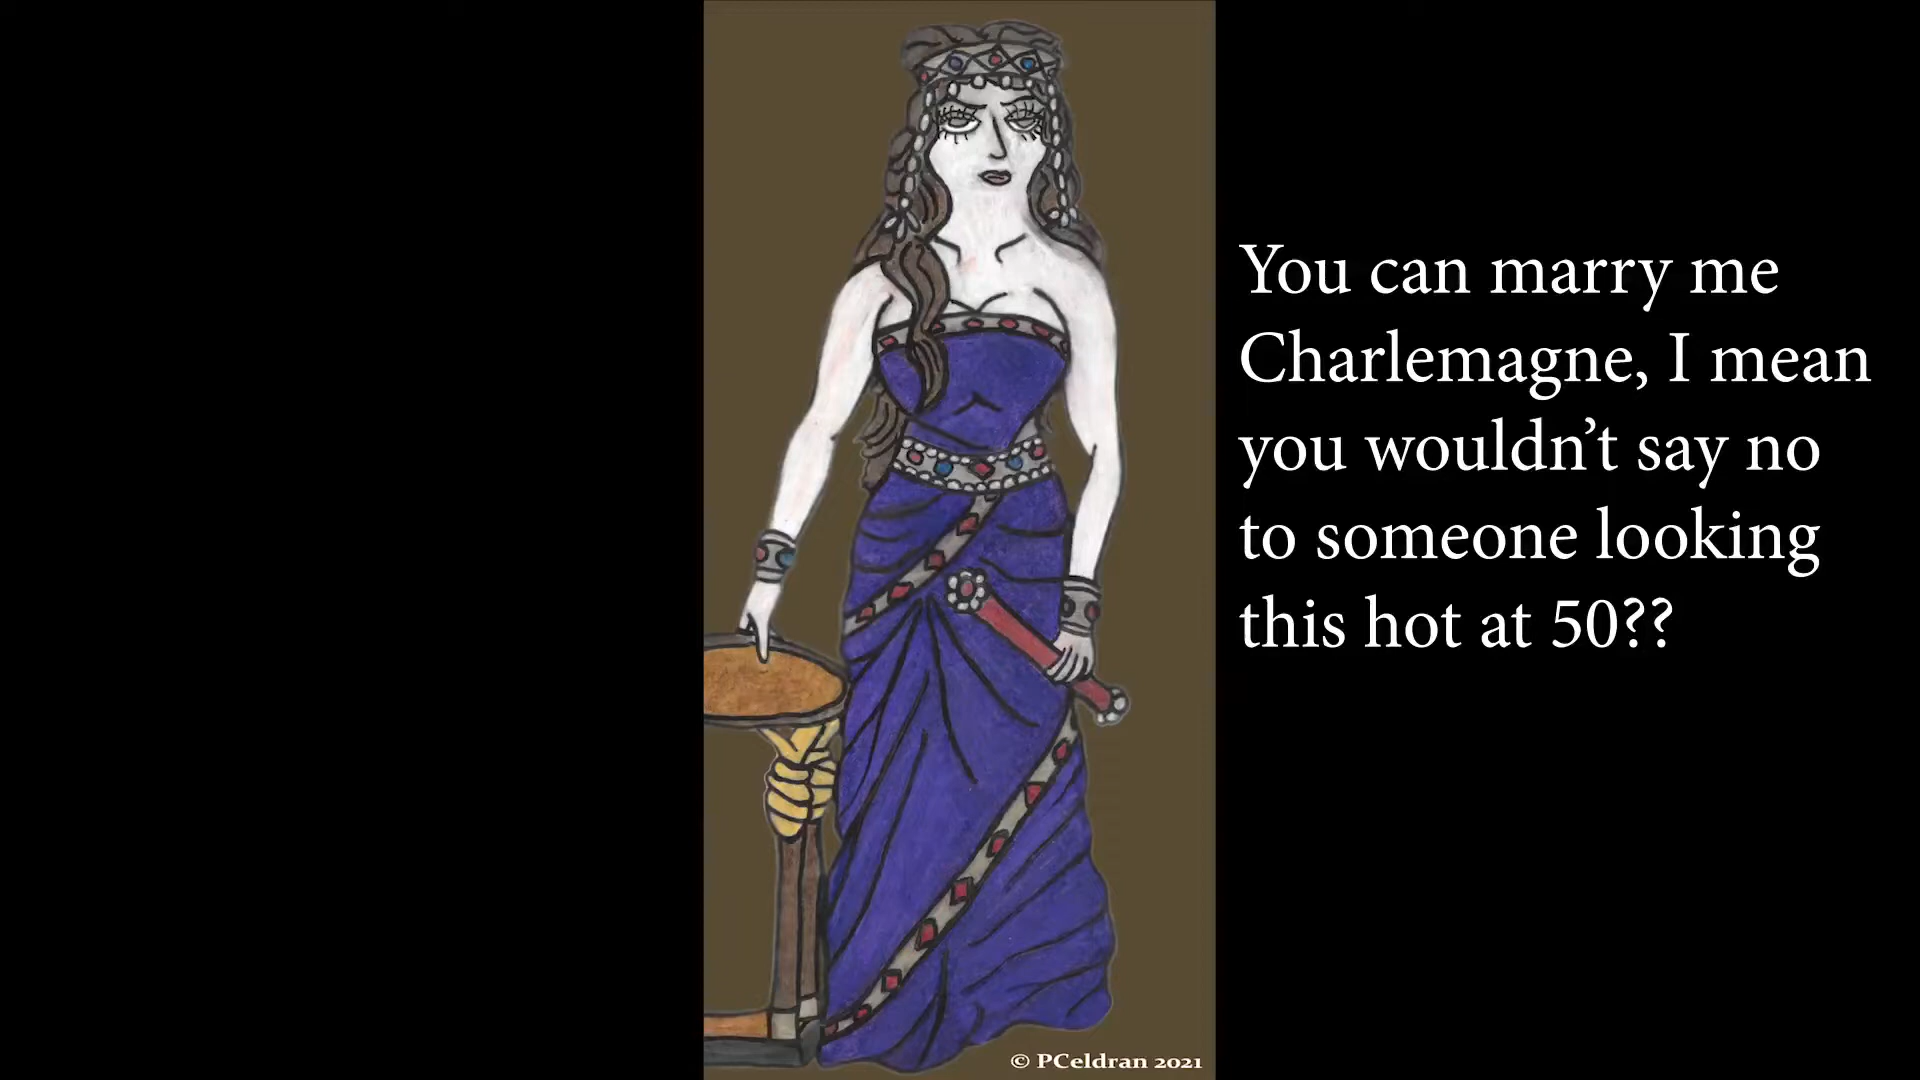 You can marry me
Charlemagne, I mean
you wouldn’t say no
to someone looking
this hot at 50??
© PCeldran 2021